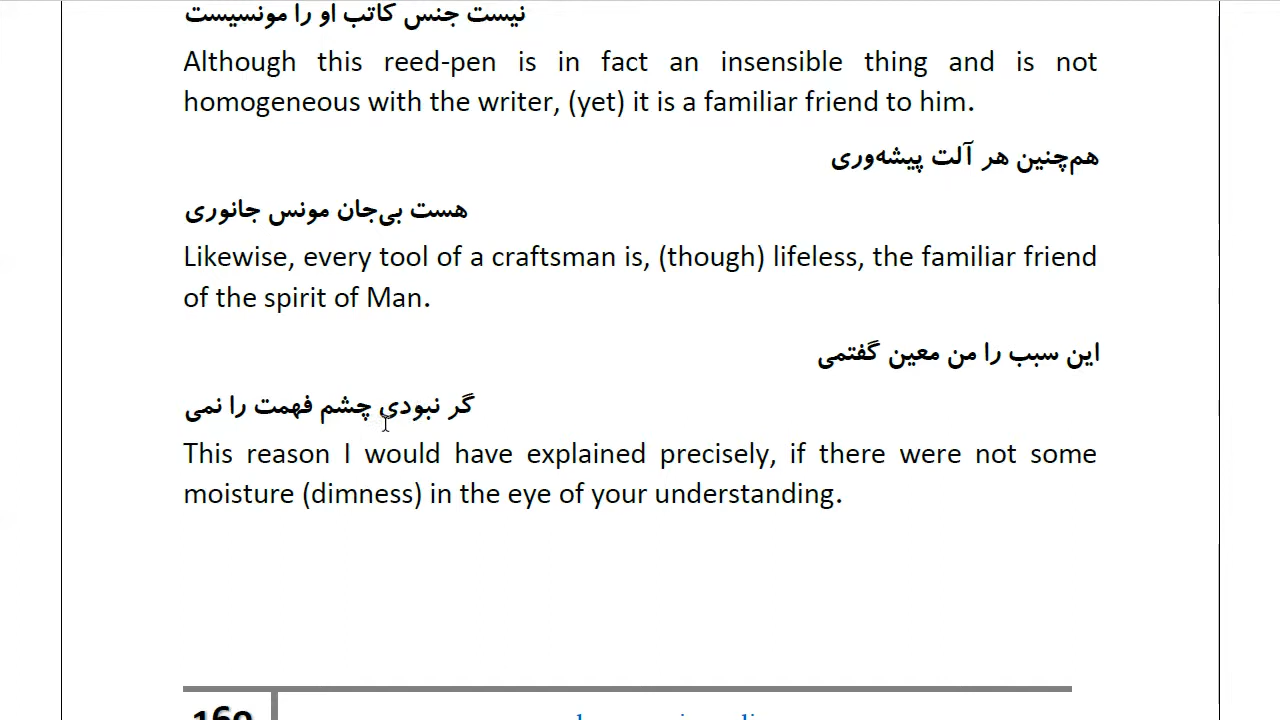 نیست جنس کاتب او را مونسیست
Although this reed-pen is in fact an insensible thing and is not
homogeneous with the writer, (yet) it is a familiar friend to him.
هم‌چنین هر آلت پیشه‌وری
هست بی‌جان مونس جانوری
Likewise, every tool of a craftsman is, (though) lifeless, the familiar friend
of the spirit of Man.
این سبب را من معین گفتمی
گر نبودی چشم فهمت را نمی
This reason I would have explained precisely, if there were not some
moisture (dimness) in the eye of your understanding.